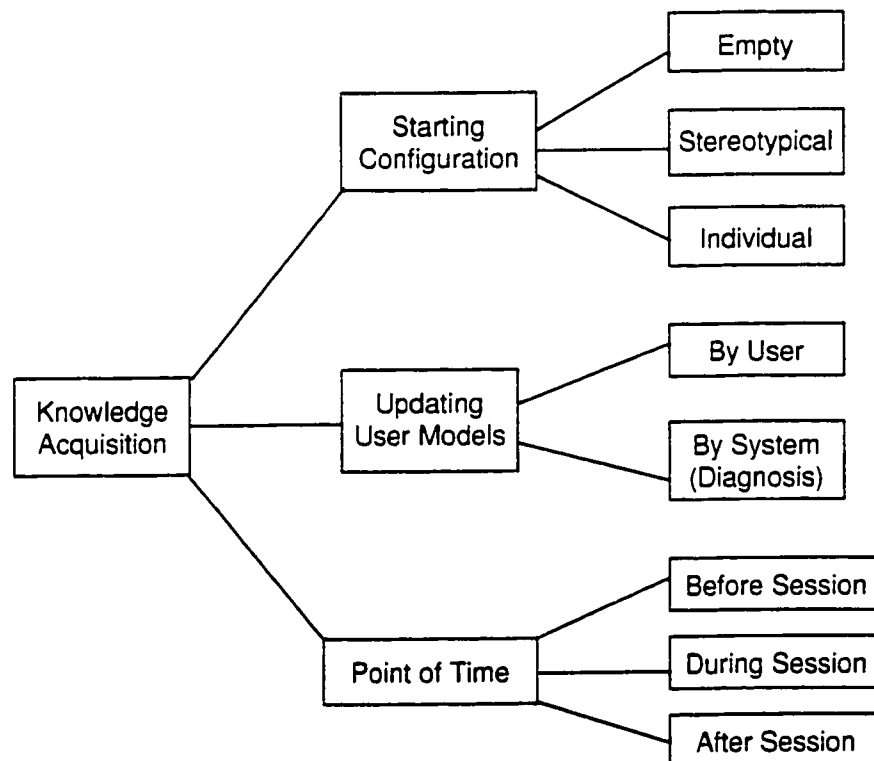 Empty
Starting
Configuration
Stereotypical
Individual
By User
Knowledge
Acquisition
Updating
User Models
By System
(Diagnosis)
Before Session
Point of Time
During Session
After Session